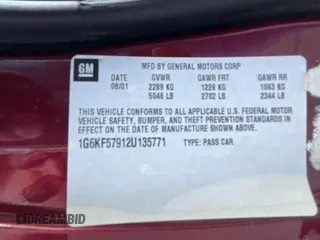 GM
MFD BY GENERAL MOTORS CORP
DATE GVWR GAWR FRT GAWR RR
08/01 2289 KG 1226 KG 1063 KG
5046 LB 2702 LB 2344 LB
THIS VEHICLE CONFORMS TO ALL APPLICABLE U.S. FEDERAL MOTOR
VEHICLE SAFETY, BUMPER, AND THEFT PREVENTION STANDARDS IN
EFFECT ON THE DATE OF MANUFACTURE SHOWN ABOVE.
1G6KF57912U135771 TYPE: PASS CAR
IDREAMBID